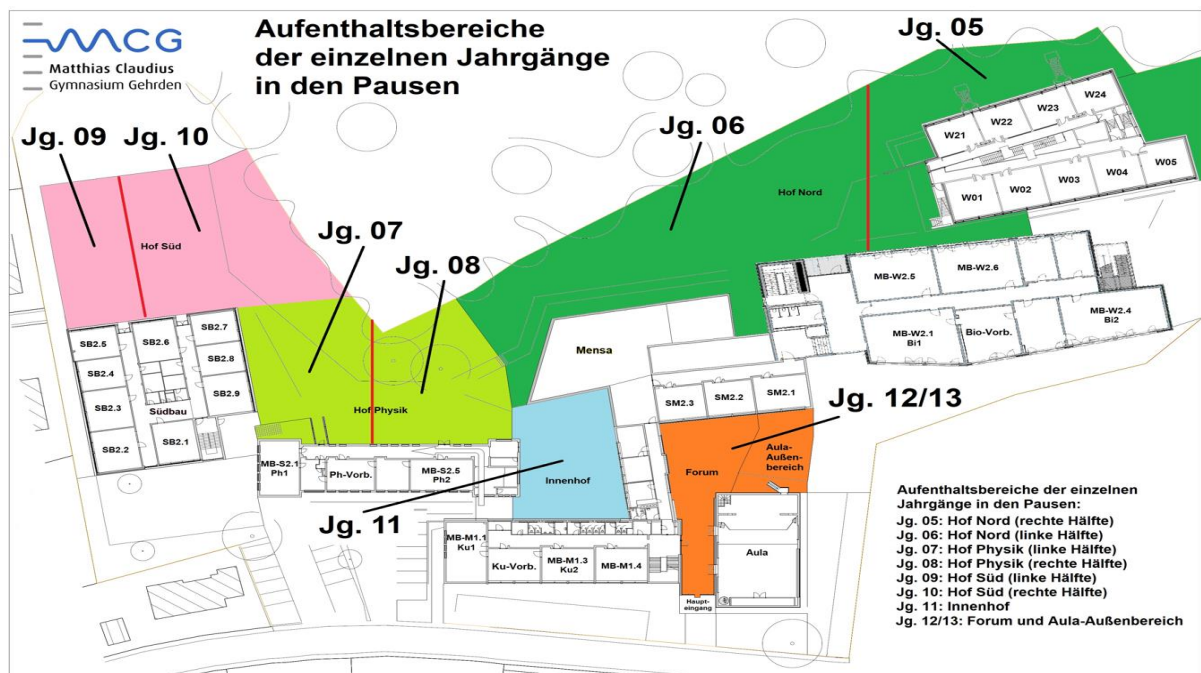 MCG
Matthias Claudius
Gymnasium Gehrden
Aufenthaltsbereiche
der einzelnen Jahrgänge
in den Pausen
Jg. 05
Jg. 09
Jg. 10
Jg. 06
Jg. 07
Jg. 08
Hof Süd
Hof Nord
W21
W22
W23
W24
W01
W02
W03
W04
W05
MB-W2.5
MB-W2.6
MB-W2.1
Bi1
Bio-Vorb.
MB-W2.4
Bi2
SB2.5
SB2.6
SB2.7
SB2.4
SB2.8
SB2.3
SB2.9
Südbau
SB2.2
SB2.1
Hof Physik
Mensa
SM2.3
SM2.2
SM2.1
Jg. 12/13
MB-S2.1
Ph1
Ph-Vorb.
MB-S2.5
Ph2
Innenhof
Forum
Aula-
Außen-
bereich
Jg. 11
MB-M1.1
Ku1
Ku-Vorb.
MB-M1.3
Ku2
MB-M1.4
Aula
Haupt-
eingang
Aufenthaltsbereiche der einzelnen
Jahrgänge in den Pausen:
Jg. 05: Hof Nord (rechte Hälfte)
Jg. 06: Hof Nord (linke Hälfte)
Jg. 07: Hof Physik (linke Hälfte)
Jg. 08: Hof Physik (rechte Hälfte)
Jg. 09: Hof Süd (linke Hälfte)
Jg. 10: Hof Süd (rechte Hälfte)
Jg. 11: Innenhof
Jg. 12/13: Forum und Aula-Außenbereich